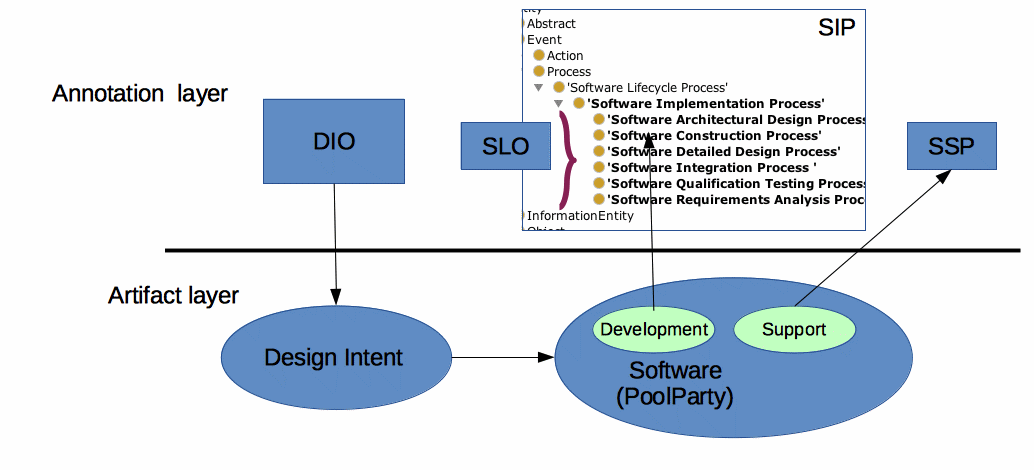 tity
Abstract
SIP
Event
Action
Process
Annotation layer
'Software Lifecycle Process'
'Software Implementation Process'
'Software Architectural Design Process
DIO
SLO
'Software Construction Process'
SSP
'Software Detailed Design Process'
'Software Integration Process '
'Software Qualification Testing Process
'Software Requirements Analysis Proc
InformationEntity
Object
Artifact layer
Development
Support
Design Intent
Software
(PoolParty)